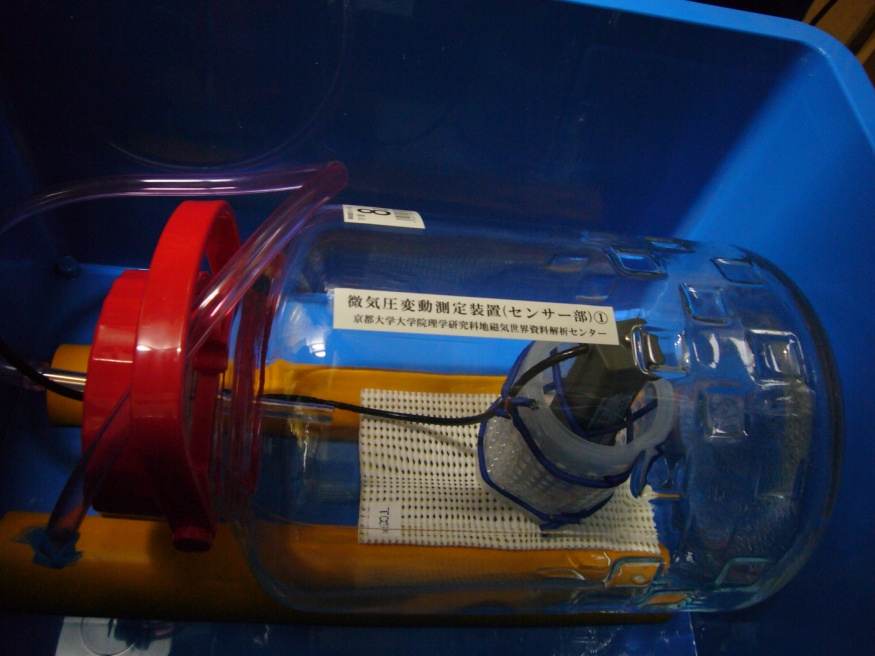 8
微気圧変動測定装置(センサー部)①
京都大学大学院理学研究科地磁気世界資料解析センター